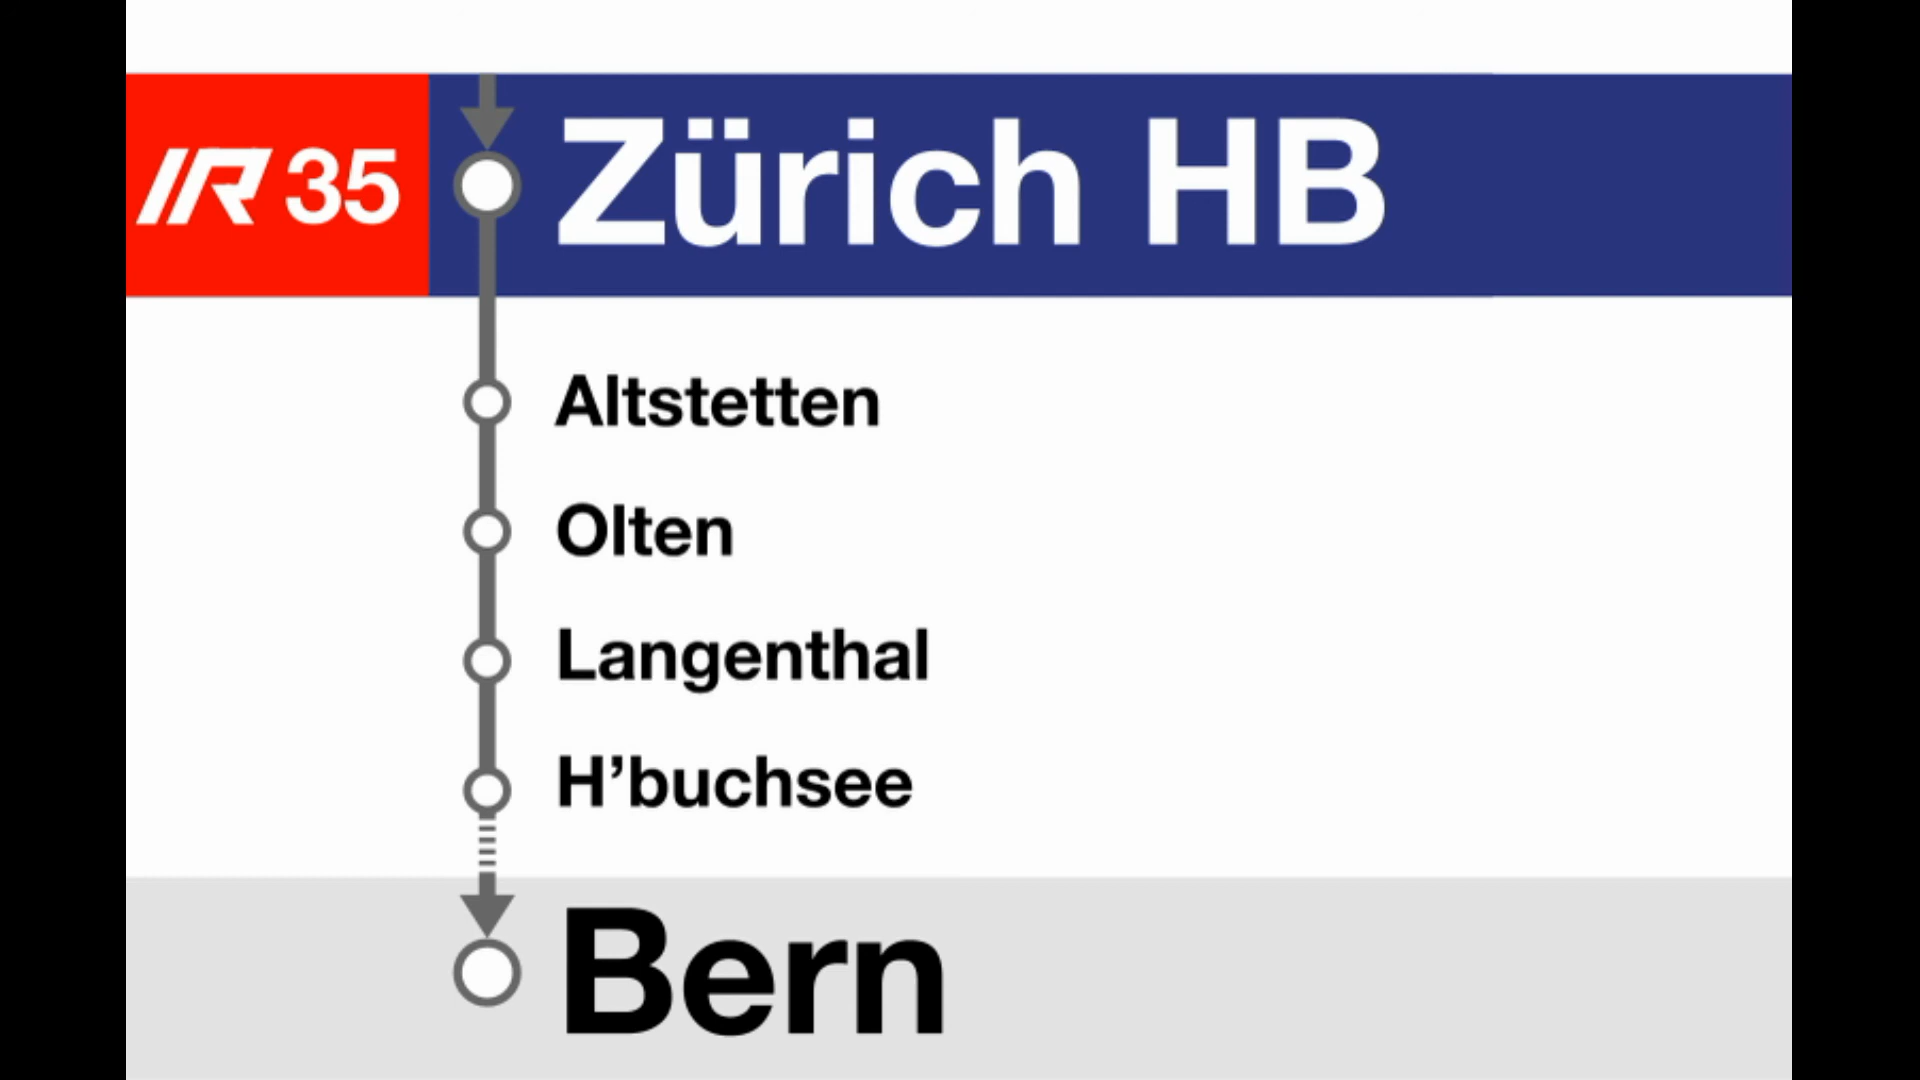 IR 35 Zürich HB
Altstetten
Olten
Langenthal
H’buchsee
Bern